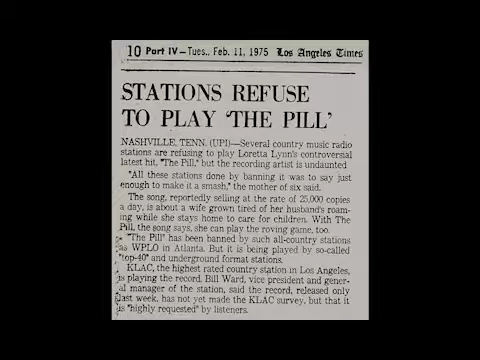 10 Part IV—Tues., Feb. 11, 1975 Los Angeles Times
STATIONS REFUSE
TO PLAY 'THE PILL'
NASHVILLE, TENN. (UPI)—Several country music radio
stations are refusing to play Loretta Lynn's controversial
latest hit, "The Pill," but the recording artist is undaunted
"All these stations done by banning it was to say just
enough to make it a smash," the mother of six said.
The song, reportedly selling at the rate of 25,000 copies
a day, is about a wife grown tired of her husband's roam-
ing while she stays home to care for children. With The
Pill, the song says, she can play the roving game, too.
"The Pill" has been banned by such all-country stations
as WPLO in Atlanta. But it is being played by so-called
"top-40" and underground format stations.
KLAC, the highest rated country station in Los Angeles,
is playing the record. Bill Ward, vice president and gener-
al manager of the station, said the record, released only
last week, has not yet made the KLAC survey, but that it
is "highly requested" by listeners.